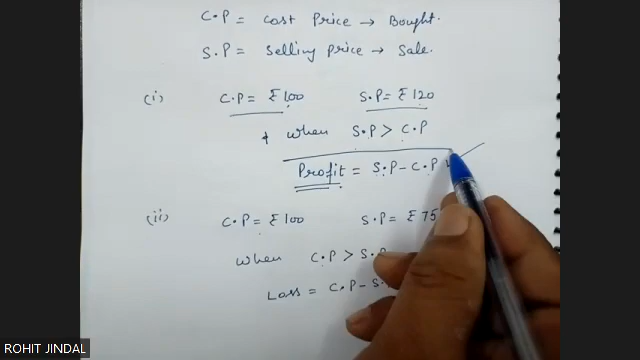 C.P = Cost Price → Bought.
S.P = Selling price → Sale.
(i) C.P = ₹ 100 S.P = ₹ 120
+ when S.P > C.P
Profit = S.P - C.P
(ii) C.P = ₹ 100 S.P = ₹ 75
when C.P > S.P
Loss = C.P - S.
ROHIT JINDAL